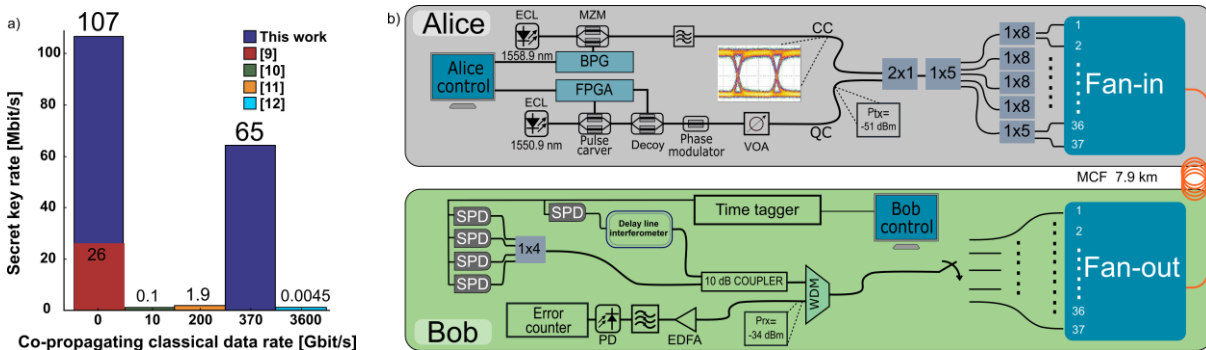 a)
107
26
0.1
1.9
65
0.0045
This work
[9]
[10]
[11]
[12]
Secret key rate [Mbit/s]
100
80
60
40
20
0
0
10
200
370
3600
Co-propagating classical data rate [Gbit/s]
b)
Alice
ECL
MZM
1558.9 nm
BPG
Alice
control
FPGA
ECL
1550.9 nm
Pulse
carver
Decoy
Phase
modulator
VOA
CC
QC
Ptx=
-51 dBm
2x1
1x5
1x8
1x8
1x8
1x8
1x5
1
2
36
37
Fan-in
MCF 7.9 km
SPD
SPD
SPD
SPD
SPD
1x4
Delay line
interferometer
Time tagger
Bob
control
10 dB COUPLER
WDM
Error
counter
PD
EDFA
Prx=
-34 dBm
Bob
1
2
36
37
Fan-out